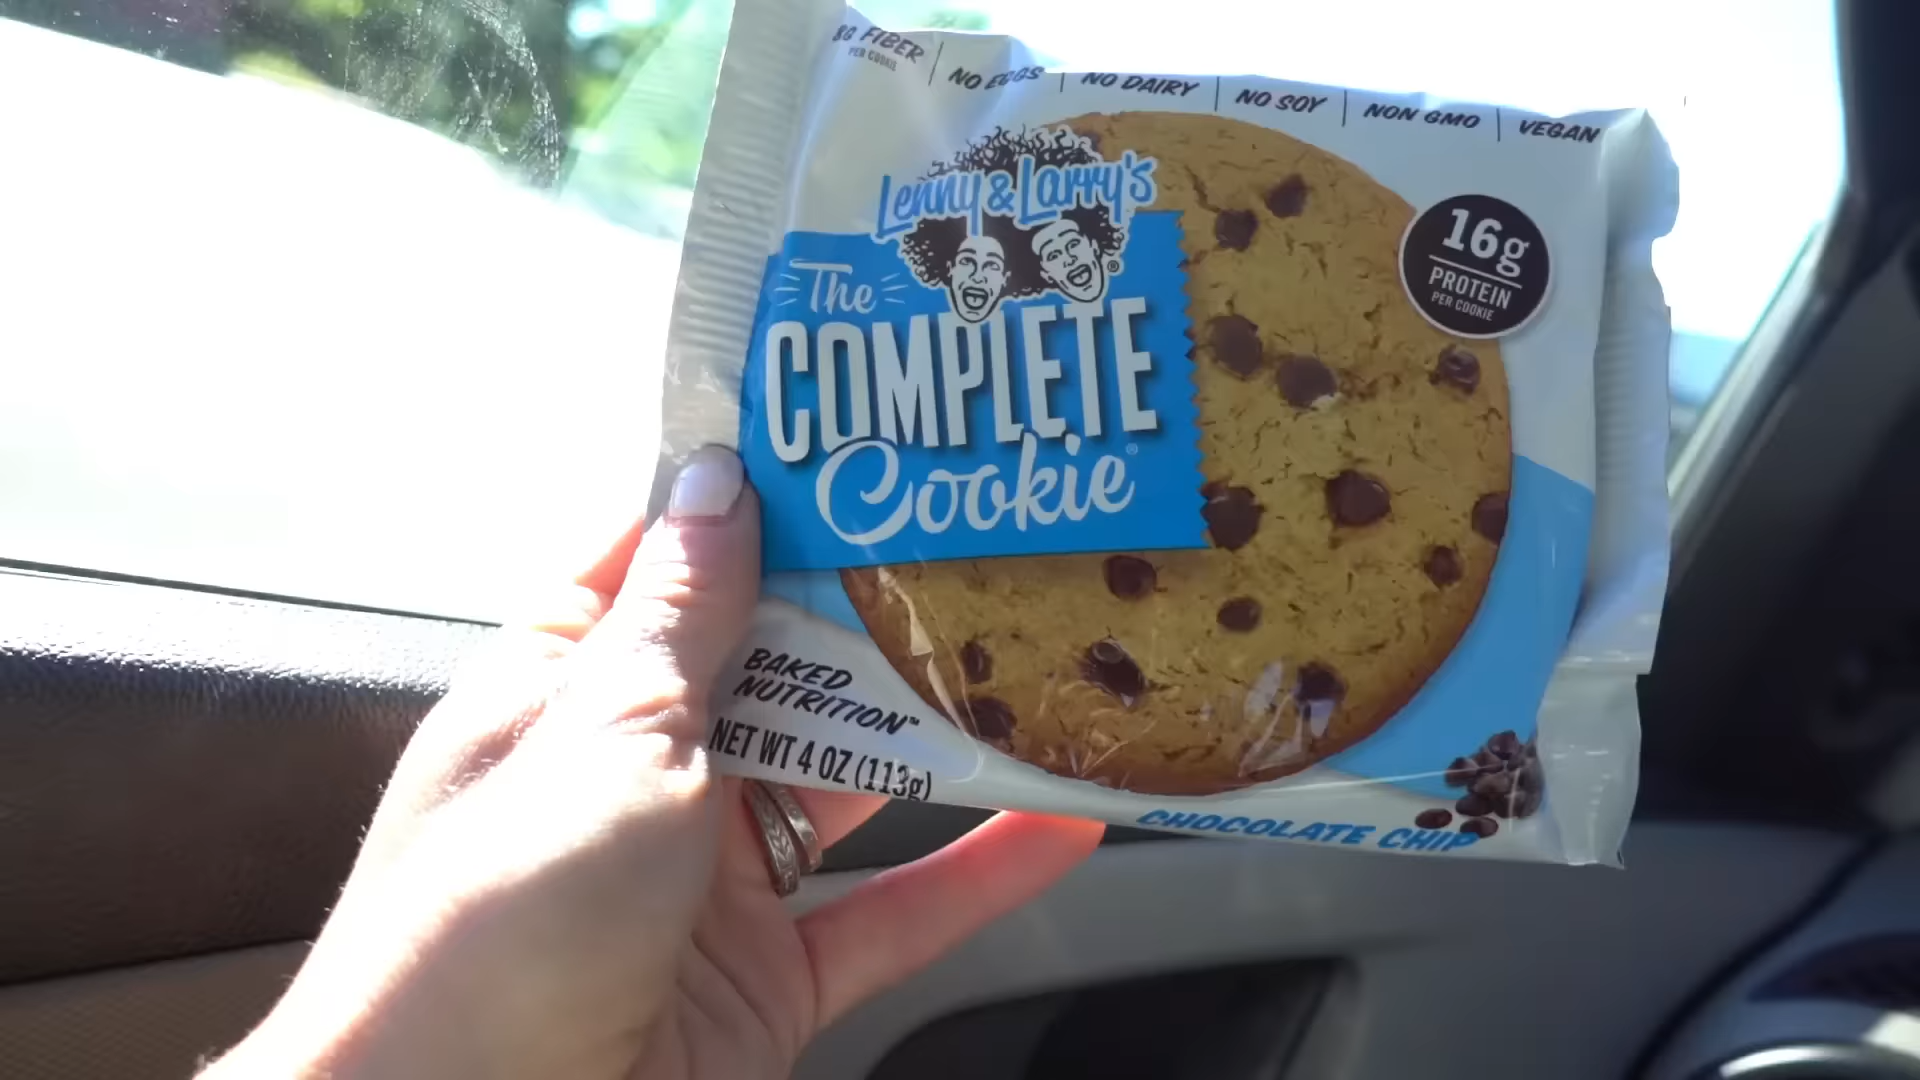 8G FIBER
PER COOKIE
NO EGGS
NO DAIRY
NO SOY
NON GMO
VEGAN
Lenny & Larry's®
The
COMPLETE
Cookie®
16g
PROTEIN
PER COOKIE
BAKED
NUTRITION™
NET WT 4 OZ (113g)
CHOCOLATE CHIP